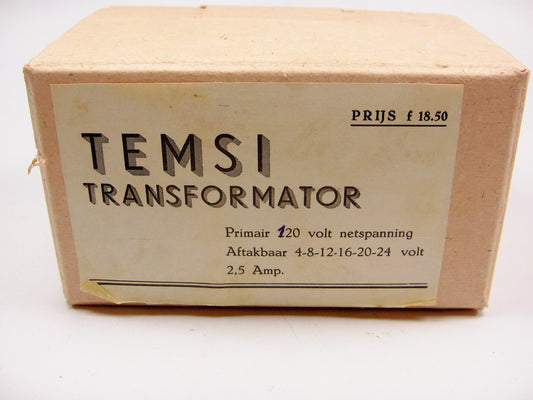 PRIJS f 18.50
TEMSI
TRANSFORMATOR
Primair 120 volt netspanning
Aftakbaar 4-8-12-16-20-24 volt
2,5 Amp.